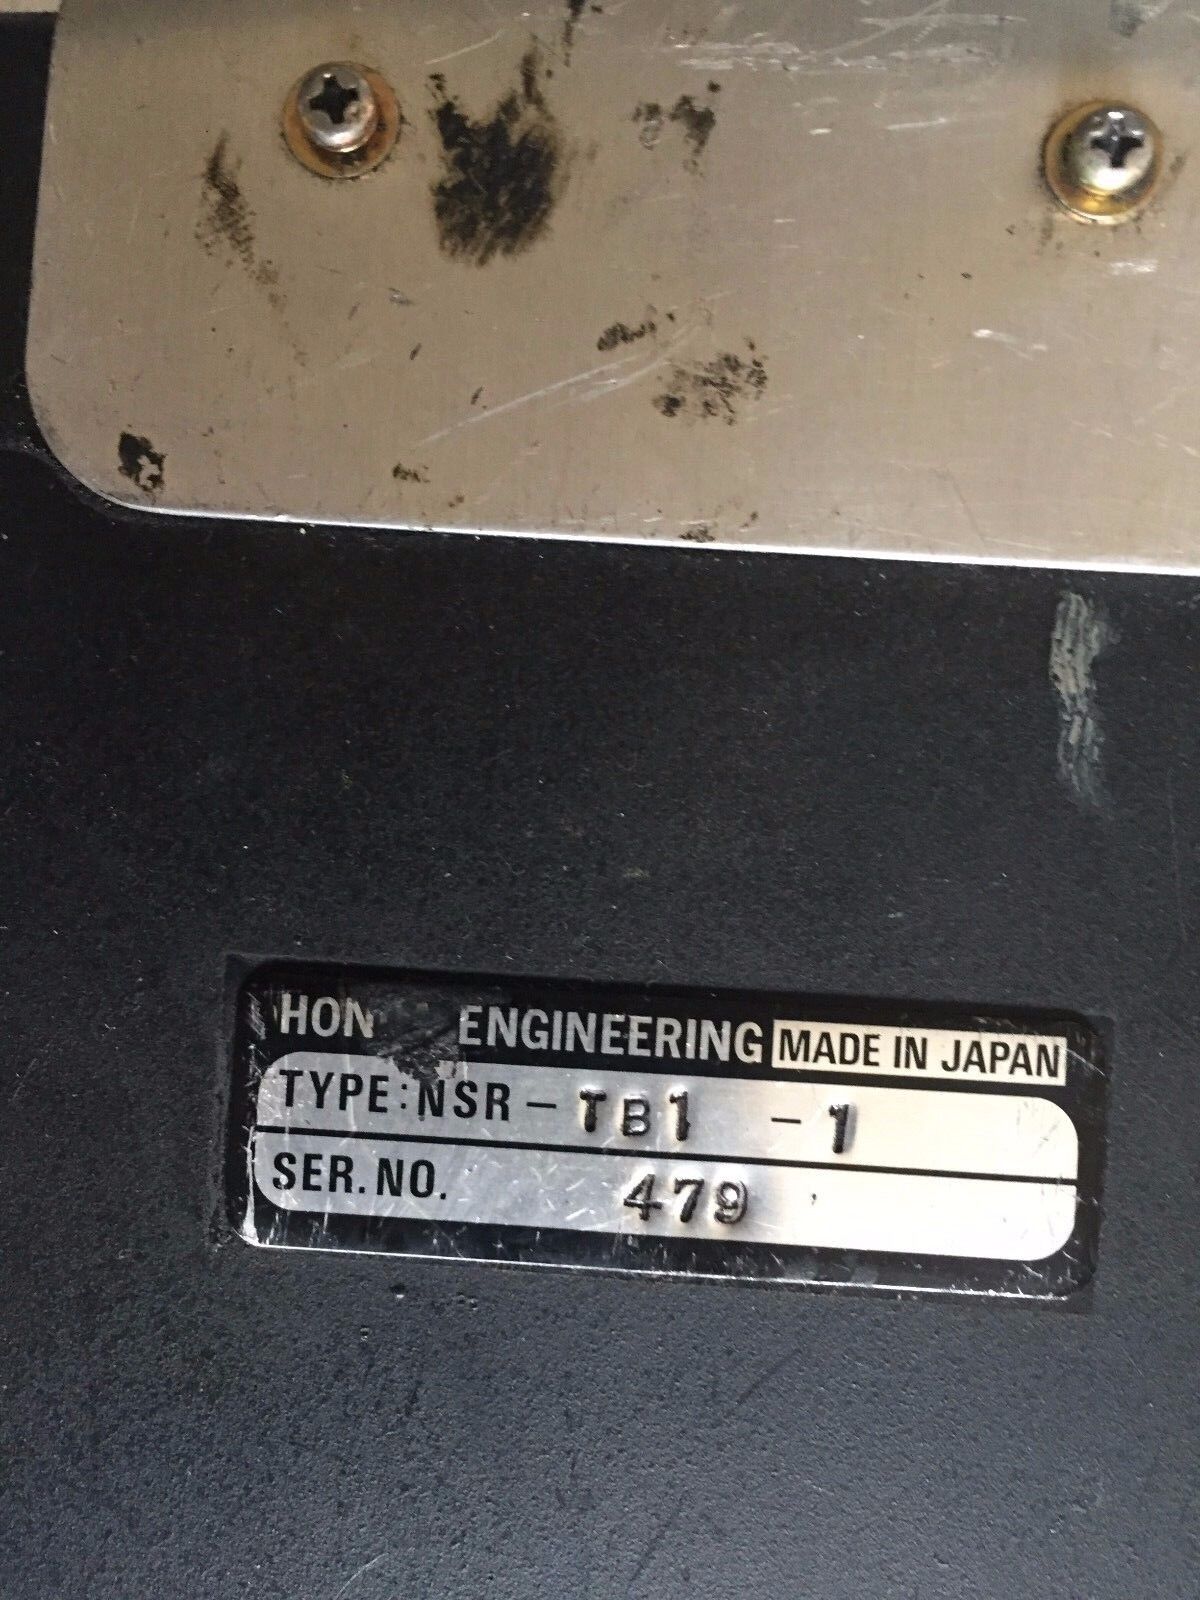 HON ENGINEERING MADE IN JAPAN
TYPE:NSR-TB1 -1
SER.NO. 479